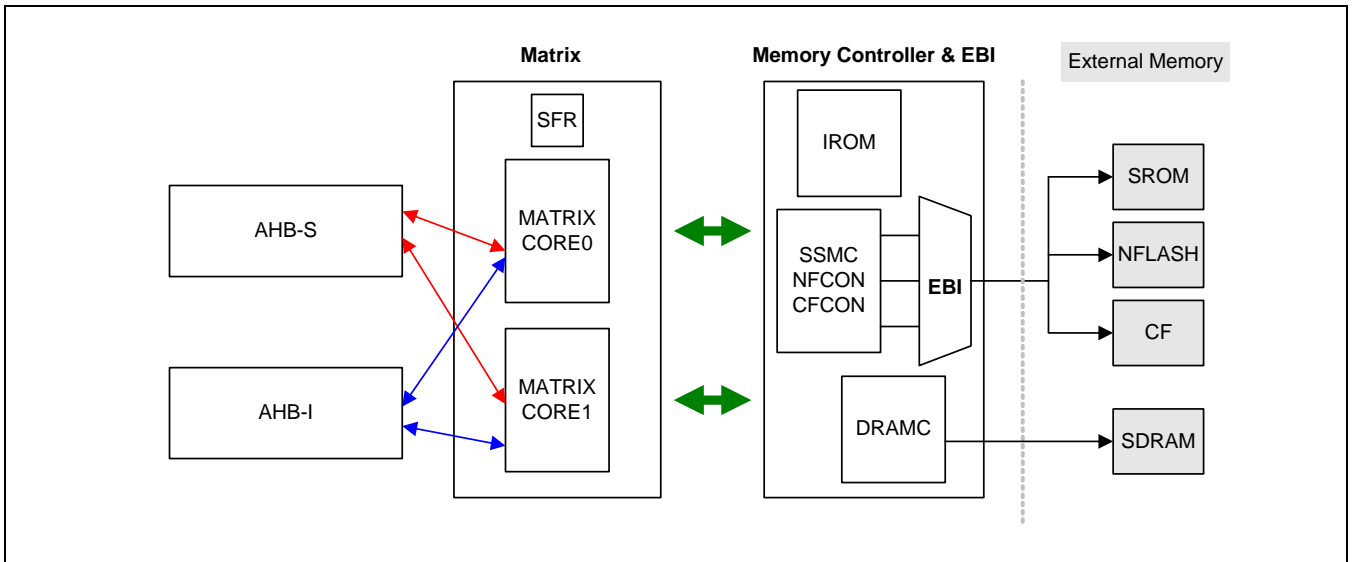 Matrix
Memory Controller & EBI
External Memory
SFR
IROM
MATRIX
CORE0
AHB-S
SSMC
NFCON
CFCON
EBI
SROM
NFLASH
CF
AHB-I
MATRIX
CORE1
DRAMC
SDRAM